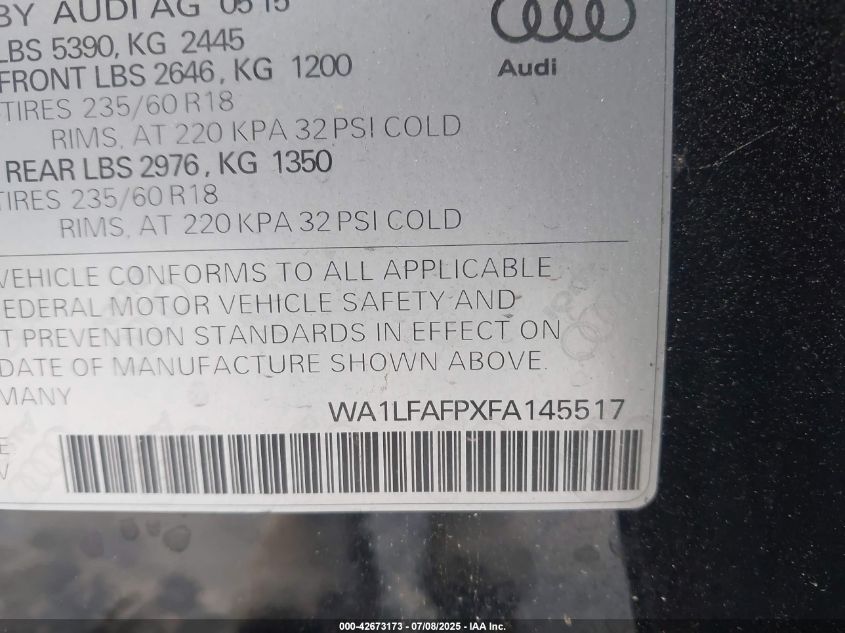 BY AUDI AG 05 15
LBS 5390, KG 2445
FRONT LBS 2646, KG 1200
TIRES 235/60 R18
RIMS, AT 220 KPA 32 PSI COLD
REAR LBS 2976, KG 1350
TIRES 235/60 R18
RIMS, AT 220 KPA 32 PSI COLD
Audi
VEHICLE CONFORMS TO ALL APPLICABLE
FEDERAL MOTOR VEHICLE SAFETY AND
T PREVENTION STANDARDS IN EFFECT ON
DATE OF MANUFACTURE SHOWN ABOVE.
MANY
WA1LFAFPXFA145517
E
000-42673173 - 07/08/2025 - IAA Inc.